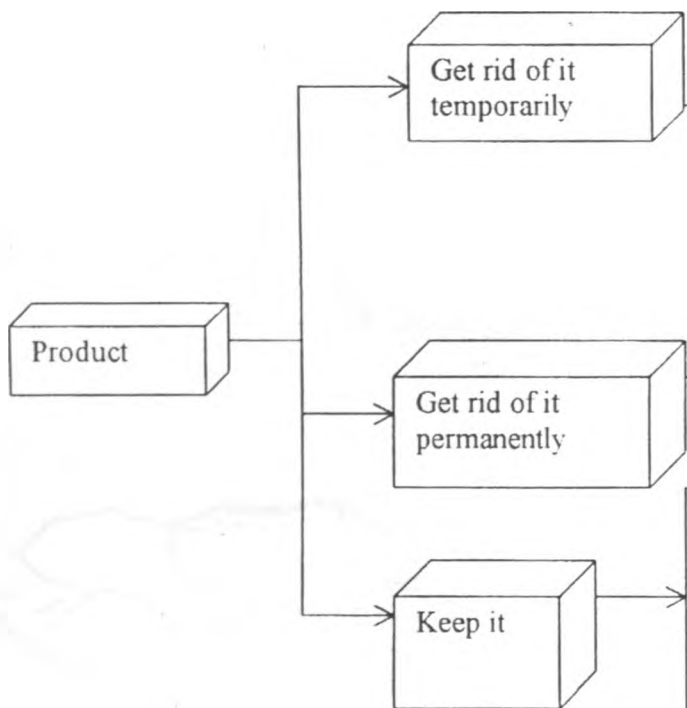 Get rid of it
temporarily
Product
Get rid of it
permanently
Keep it